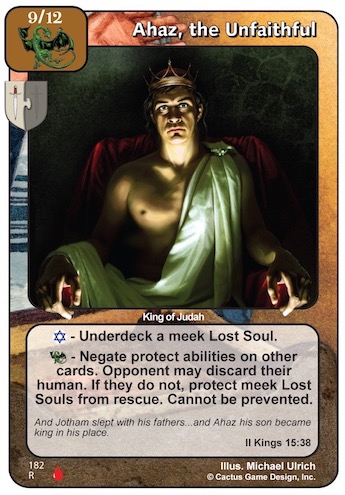 9/12
Ahaz, the Unfaithful
King of Judah
- Underdeck a meek Lost Soul.
- Negate protect abilities on other
cards. Opponent may discard their
human. If they do not, protect meek Lost
Souls from rescue. Cannot be prevented.
And Jotham slept with his fathers...and Ahaz his son became
king in his place.
II Kings 15:38
182
R
Illus. Michael Ulrich
© Cactus Game Design, Inc.